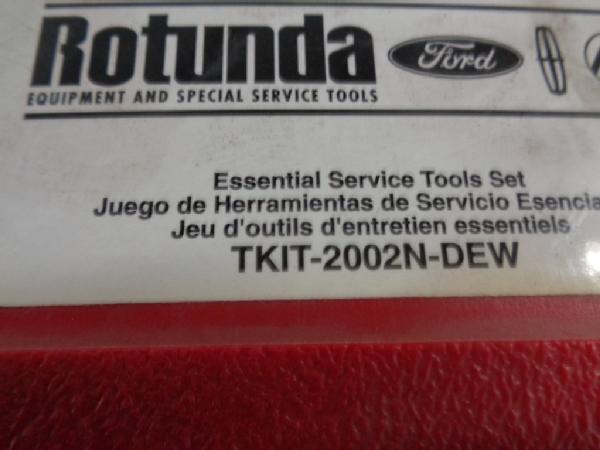 Rotunda
Ford
EQUIPMENT AND SPECIAL SERVICE TOOLS
Essential Service Tools Set
Juego de Herramientas de Servicio Esencia
Jeu d'outils d'entretien essentiels
TKIT-2002N-DEW